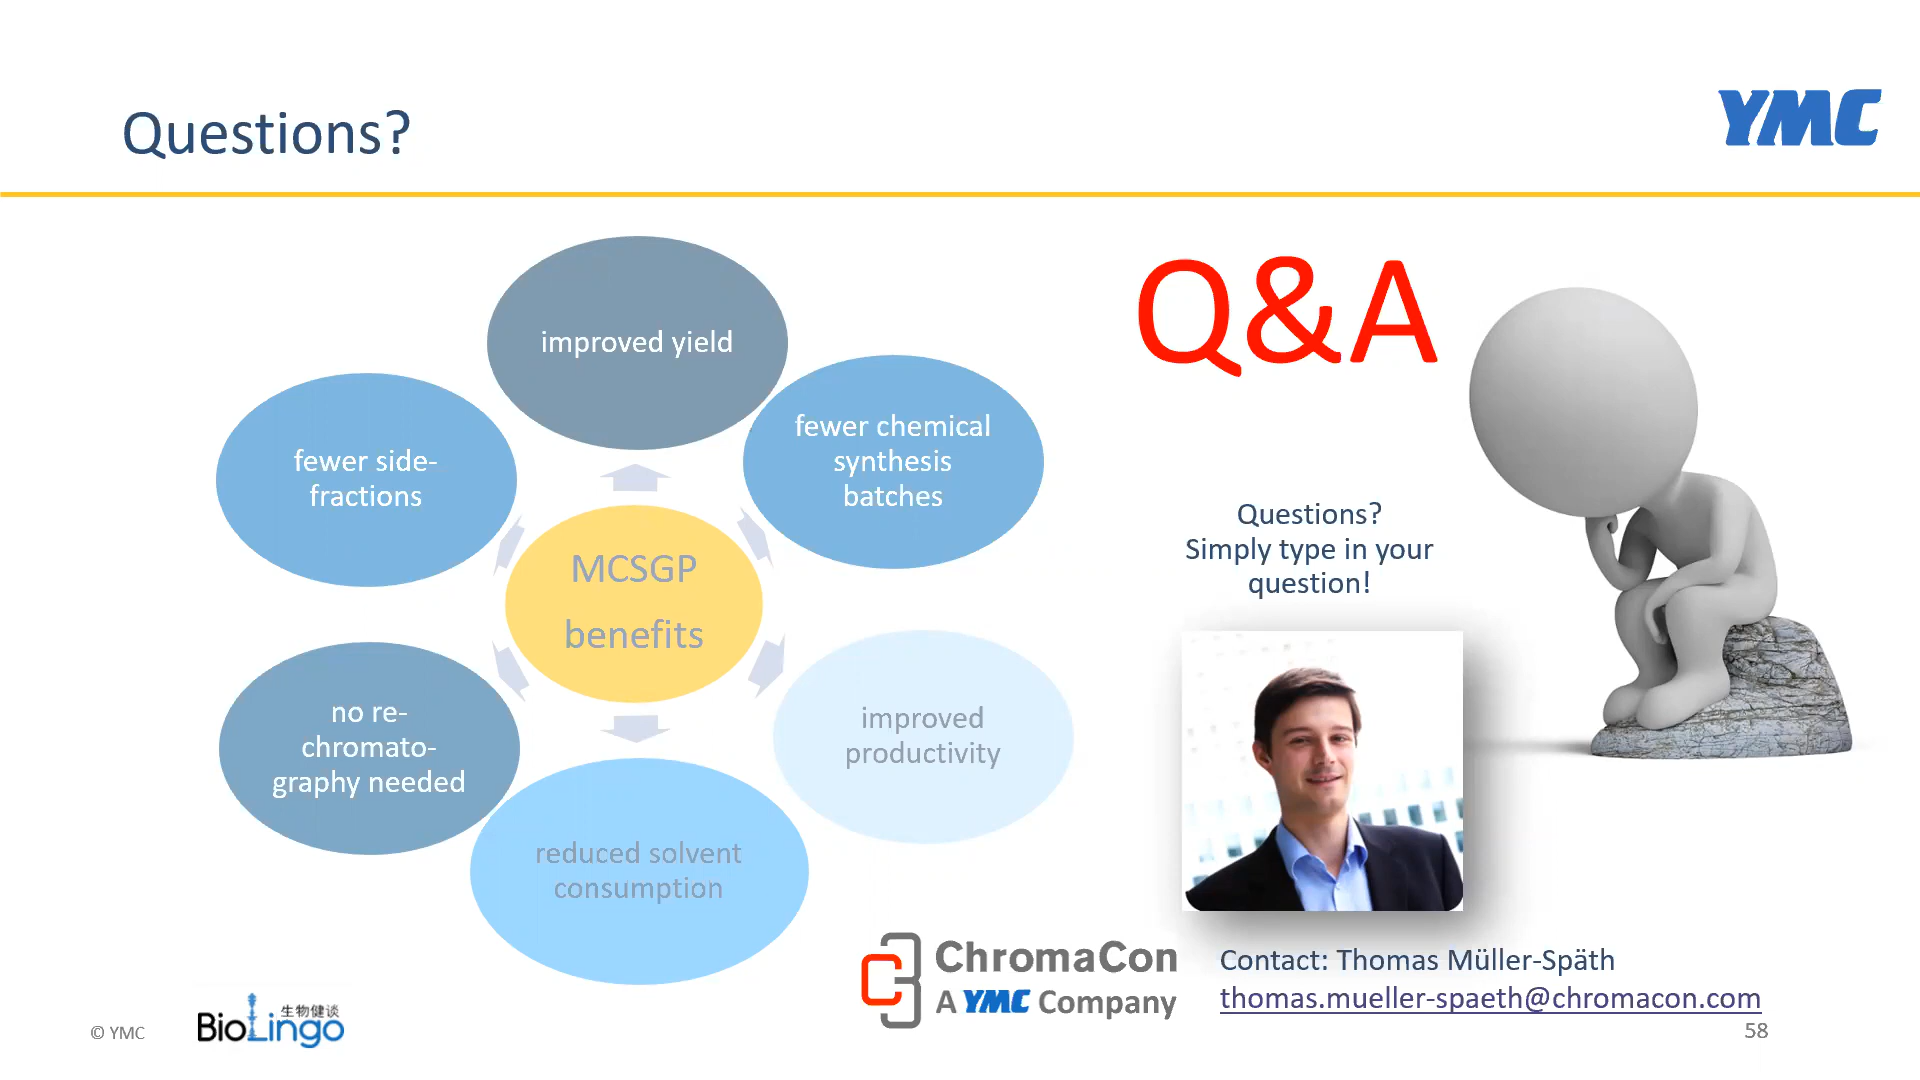 Questions?
YMC
improved yield
fewer chemical
synthesis
batches
fewer side-
fractions
MCSGP
benefits
no re-
chromato-
graphy needed
improved
productivity
reduced solvent
consumption
Q&A
Questions?
Simply type in your
question!
ChromaCon
A YMC Company
Contact: Thomas Müller-Späth
thomas.mueller-spaeth@chromacon.com
© YMC
生物健谈
BioLingo
58